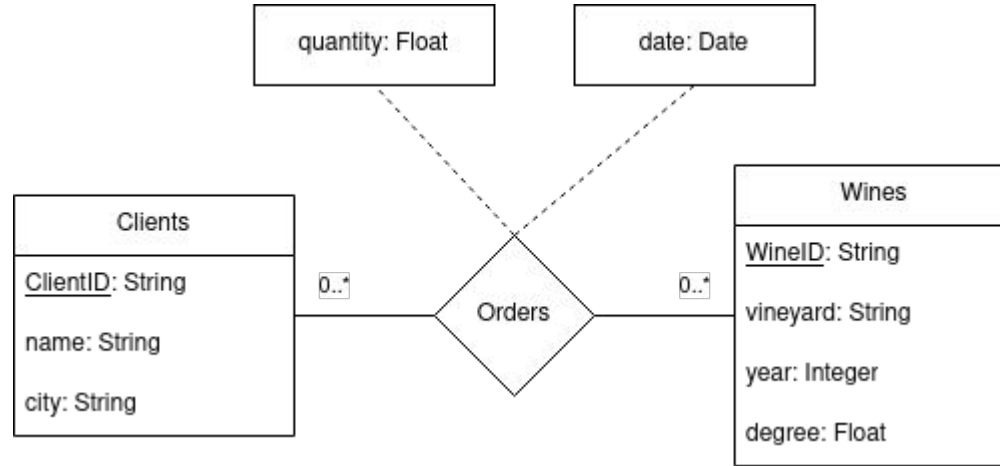 quantity: Float
date: Date
Clients
ClientID: String
name: String
city: String
0..*
Orders
0..*
Wines
WineID: String
vineyard: String
year: Integer
degree: Float